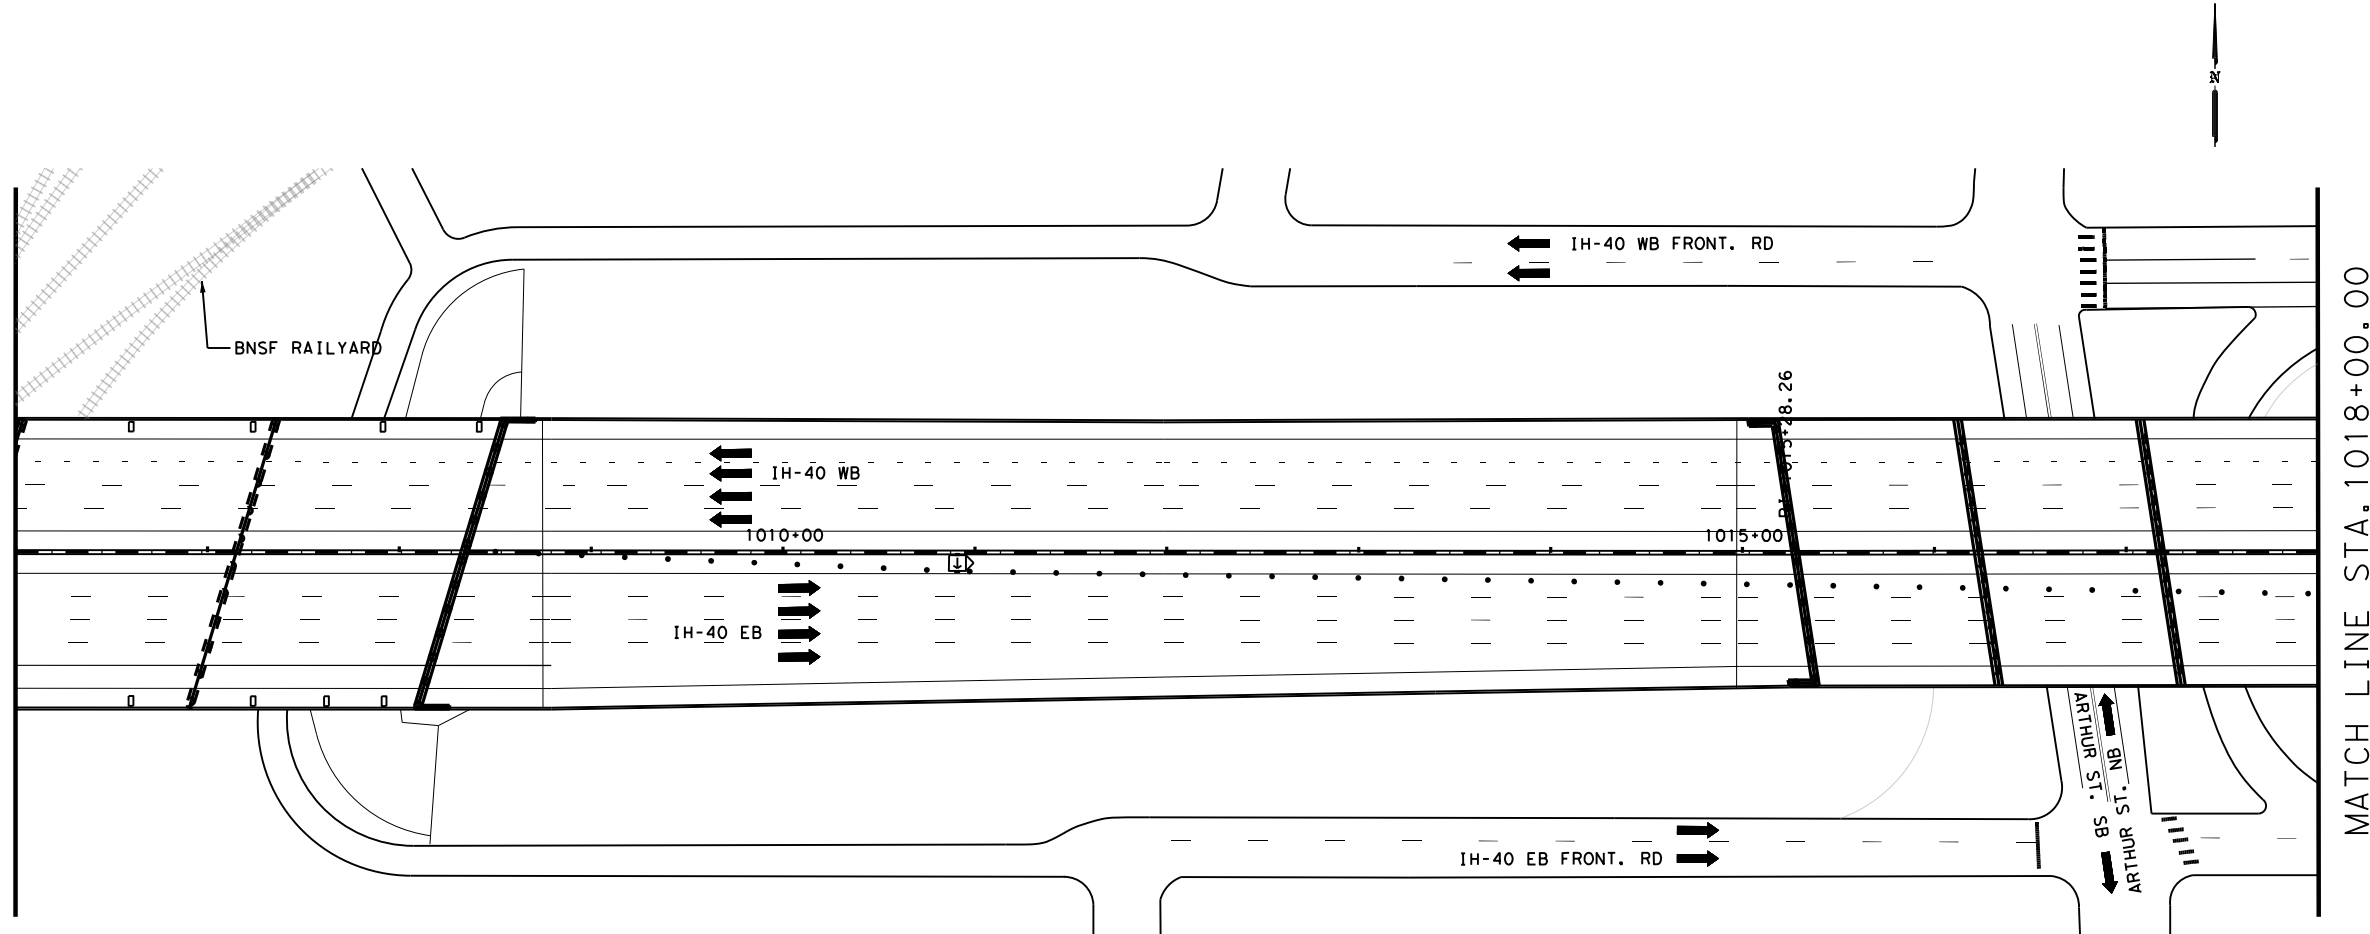 N
IH-40 WB FRONT. RD
BNSF RAILYARD
IH-40 WB
1010+00
1015+00
IH-40 EB
ARTHUR ST. SB
ARTHUR ST. NB
IH-40 EB FRONT. RD
MATCH LINE STA. 1018+00.00